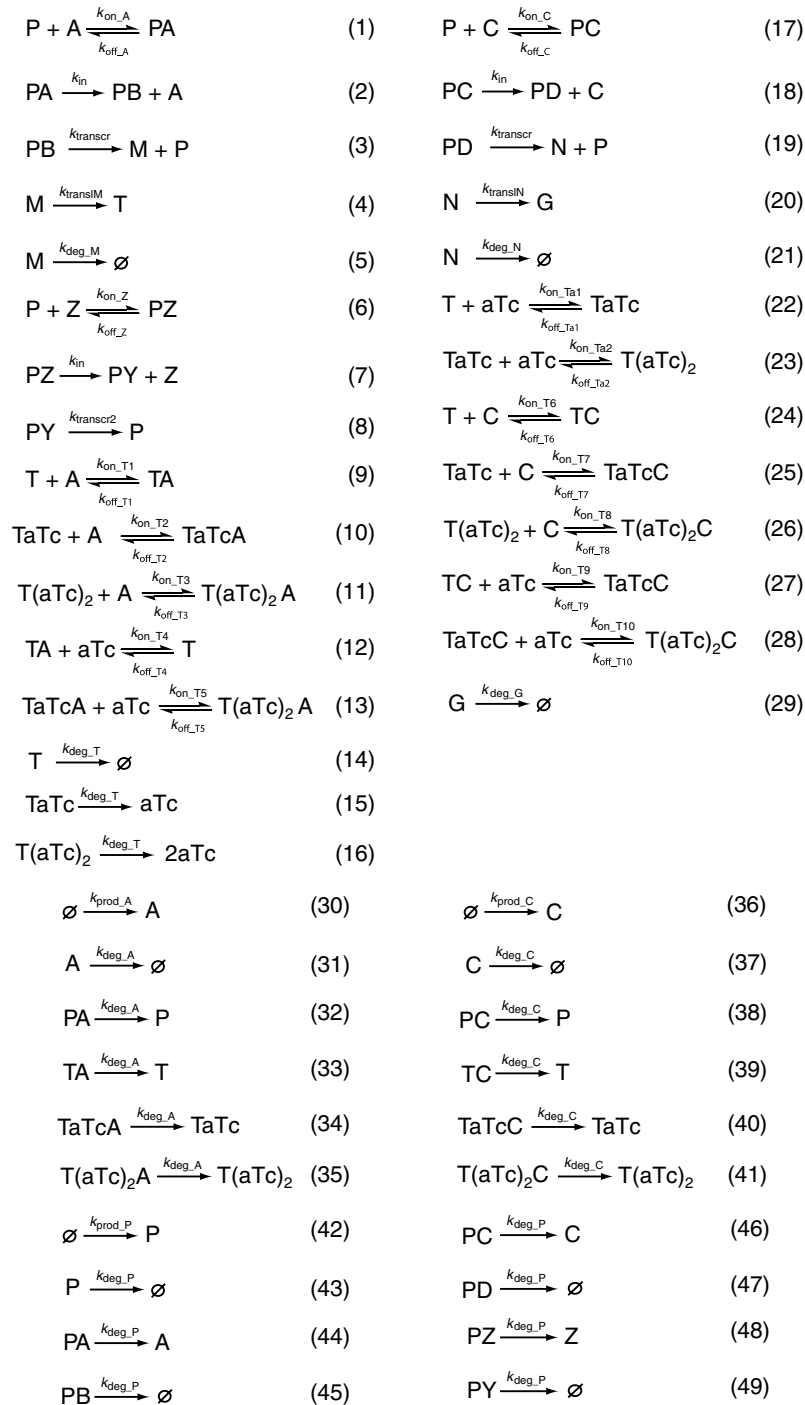 P + A ⇌ PA k_on_A k_off_A (1)
PA → PB + A k_in (2)
PB → M + P k_transcr (3)
M → T k_translM (4)
M → ∅ k_deg_M (5)
P + Z ⇌ PZ k_on_Z k_off_Z (6)
PZ → PY + Z k_in (7)
PY → P k_transcr2 (8)
T + A ⇌ TA k_on_T1 k_off_T1 (9)
TaTc + A ⇌ TaTcA k_on_T2 k_off_T2 (10)
T(aTc)₂ + A ⇌ T(aTc)₂ A k_on_T3 k_off_T3 (11)
TA + aTc ⇌ T k_on_T4 k_off_T4 (12)
TaTcA + aTc ⇌ T(aTc)₂ A k_on_T5 k_off_T5 (13)
T → ∅ k_deg_T (14)
TaTc → aTc k_deg_T (15)
T(aTc)₂ → 2aTc k_deg_T (16)
P + C ⇌ PC k_on_C k_off_C (17)
PC → PD + C k_in (18)
PD → N + P k_transcr (19)
N → G k_translN (20)
N → ∅ k_deg_N (21)
T + aTc ⇌ TaTc k_on_Ta1 k_off_Ta1 (22)
TaTc + aTc ⇌ T(aTc)₂ k_on_Ta2 k_off_Ta2 (23)
T + C ⇌ TC k_on_T6 k_off_T6 (24)
TaTc + C ⇌ TaTcC k_on_T7 k_off_T7 (25)
T(aTc)₂ + C ⇌ T(aTc)₂C k_on_T8 k_off_T8 (26)
TC + aTc ⇌ TaTcC k_on_T9 k_off_T9 (27)
TaTcC + aTc ⇌ T(aTc)₂C k_on_T10 k_off_T10 (28)
G → ∅ k_deg_G (29)
∅ → A k_prod_A (30)
A → ∅ k_deg_A (31)
PA → P k_deg_A (32)
TA → T k_deg_A (33)
TaTcA → TaTc k_deg_A (34)
T(aTc)₂A → T(aTc)₂ k_deg_A (35)
∅ → C k_prod_C (36)
C → ∅ k_deg_C (37)
PC → P k_deg_C (38)
TC → T k_deg_C (39)
TaTcC → TaTc k_deg_C (40)
T(aTc)₂C → T(aTc)₂ k_deg_C (41)
∅ → P k_prod_P (42)
P → ∅ k_deg_P (43)
PA → A k_deg_P (44)
PB → ∅ k_deg_P (45)
PC → C k_deg_P (46)
PD → ∅ k_deg_P (47)
PZ → Z k_deg_P (48)
PY → ∅ k_deg_P (49)